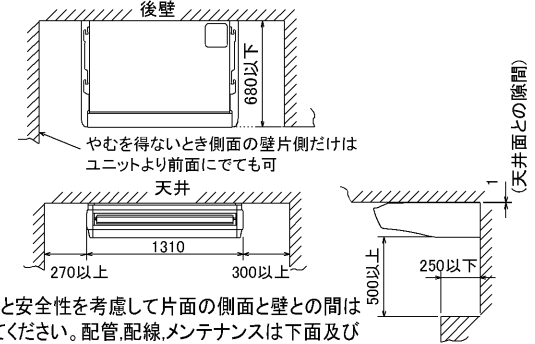 後壁
680以下
やむを得ないとき側面の壁片側だけは
ユニットより前面にでても可
天井
1
(天井面との隙間)
1310
270以上
300以上
500以上
250以下
と安全性を考慮して片面の側面と壁との間は
てください。配管,配線,メンテナンスは下面及び